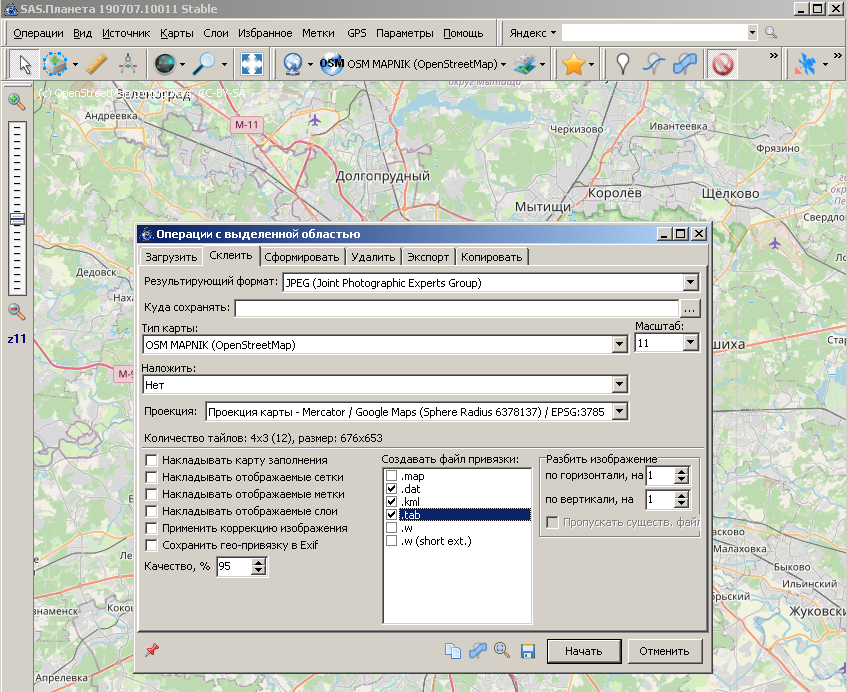 SAS.Планета 190707.10011 Stable
Операции Вид Источник Карты Слои Избранное Метки GPS Параметры Помощь
Яндекс
OSM OSM MAPNIK (OpenStreetMap)
»
»
(c) OpenStreetMap
CC-BY-SA
Андреевка
М-11
округ Мытищи
Черкизово
Ивантеевка
Фрязино
Долгопрудный
Королёв
Щёлково
Мытищи
Свердло
Дедовск
Наха
z11
М-9
шиха
Стар
Операции с выделенной областью
Загрузить Склеить Сформировать Удалить Экспорт Копировать
Результирующий формат: JPEG (Joint Photographic Experts Group)
Куда сохранять: ...
Тип карты: Масштаб:
OSM MAPNIK (OpenStreetMap) 11
Наложить:
Нет
Проекция: Проекция карты - Mercator / Google Maps (Sphere Radius 6378137) / EPSG:3785
Количество тайлов: 4x3 (12), размер: 676x653
Накладывать карту заполнения
Накладывать отображаемые сетки
Накладывать отображаемые метки
Накладывать отображаемые слои
Применить коррекцию изображения
Сохранить гео-привязку в Exif
Качество, % 95
Создавать файл привязки:
.map
.dat
.kml
.tab
.w
.w (short ext.)
Разбить изображение
по горизонтали, на 1
по вертикали, на 1
Пропускать существ. файл
Начать Отменить
Малаховка
Быково
Ильинский
Жуковски
знаменск
Кокош
Апрелевка